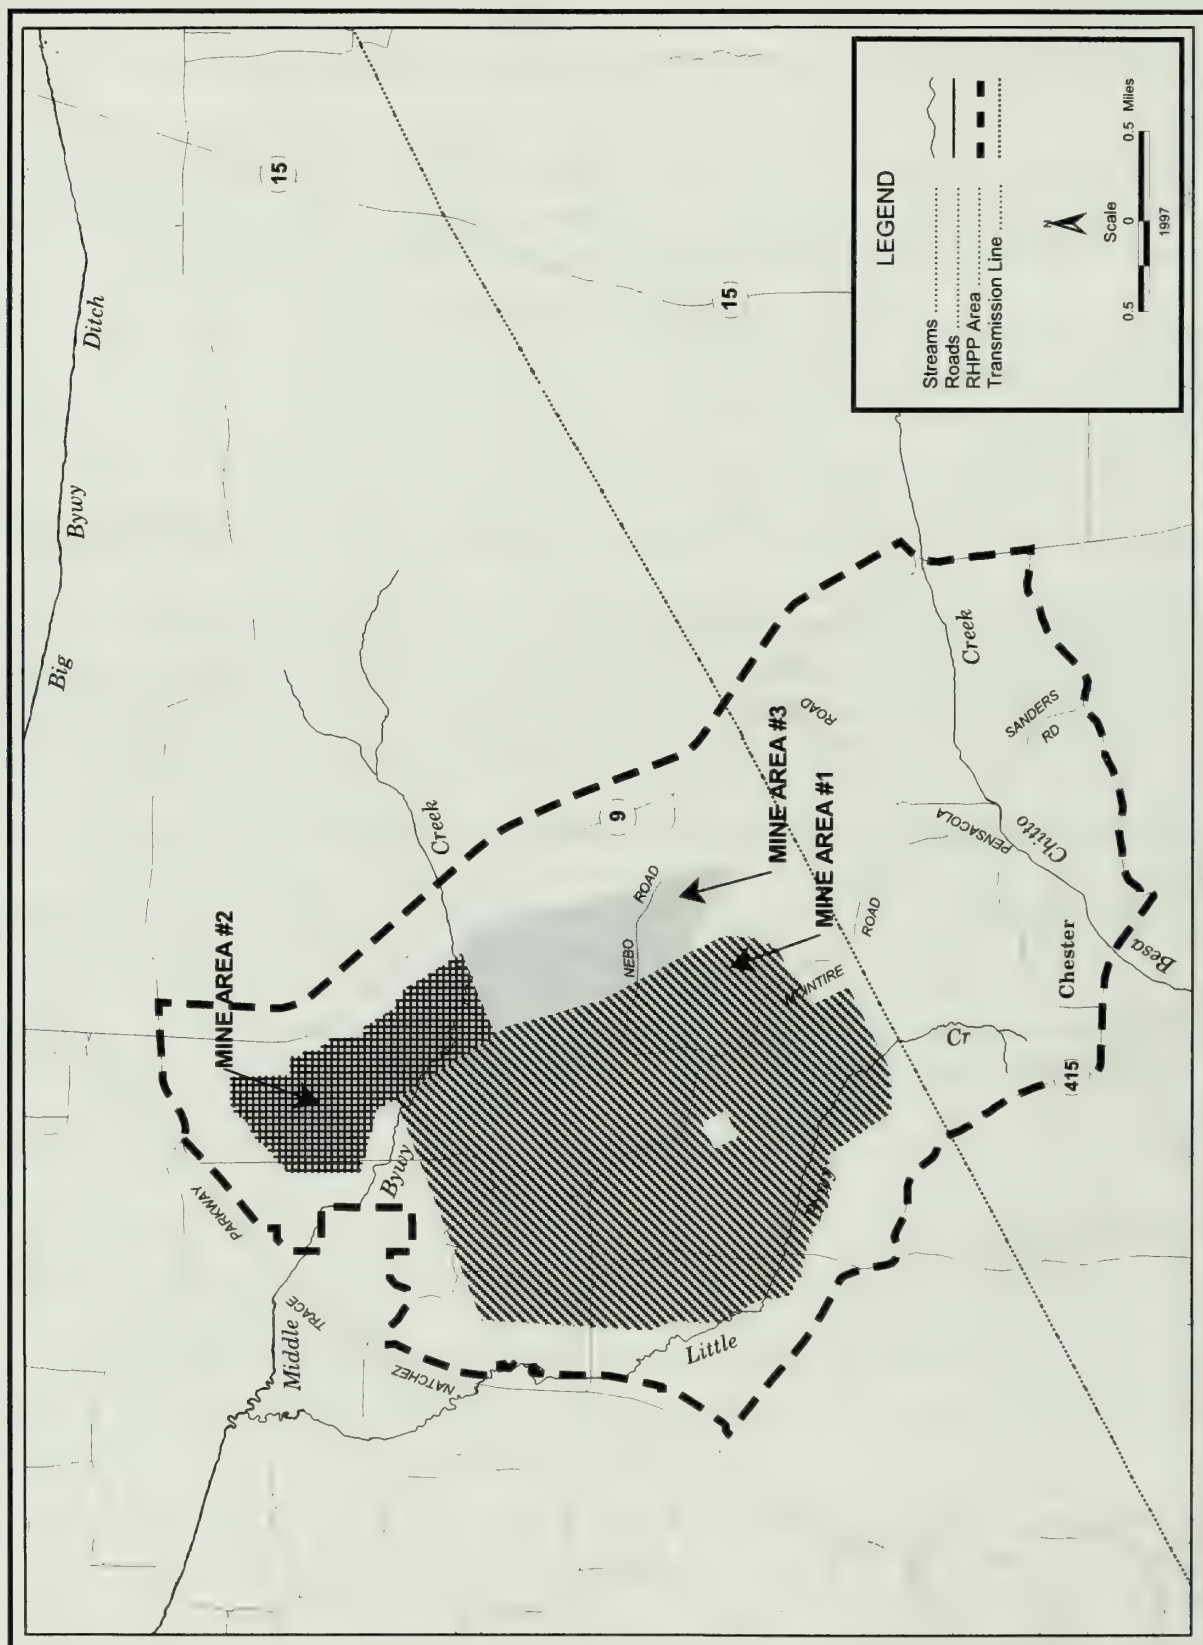 Big Bywy Ditch
15
15
Creek
MINE AREA #2
PARKWAY
Bywy
TRACE
Middle
NATCHEZ
Little
Bywy
Cr
9
NEBO ROAD
MINE AREA #3
MINE AREA #1
ROAD
MCINTIRE
ROAD
PENSACOLA
Creek
SANDERS
RD
Chitto
Besa
Chester
415
LEGEND
Streams
Roads
RHPP Area
Transmission Line
N
Scale
0.5 0 0.5 Miles
1997